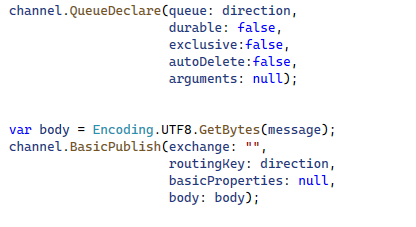 channel.QueueDeclare(queue: direction,
durable: false,
exclusive:false,
autoDelete:false,
arguments: null);
var body = Encoding.UTF8.GetBytes(message);
channel.BasicPublish(exchange: "",
routingKey: direction,
basicProperties: null,
body: body);